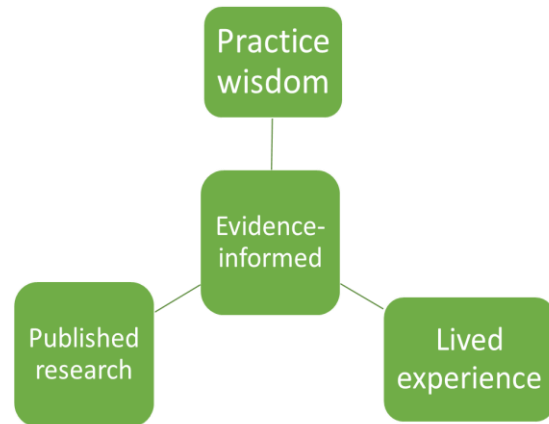 Practice
wisdom
Evidence-
informed
Published
research
Lived
experience